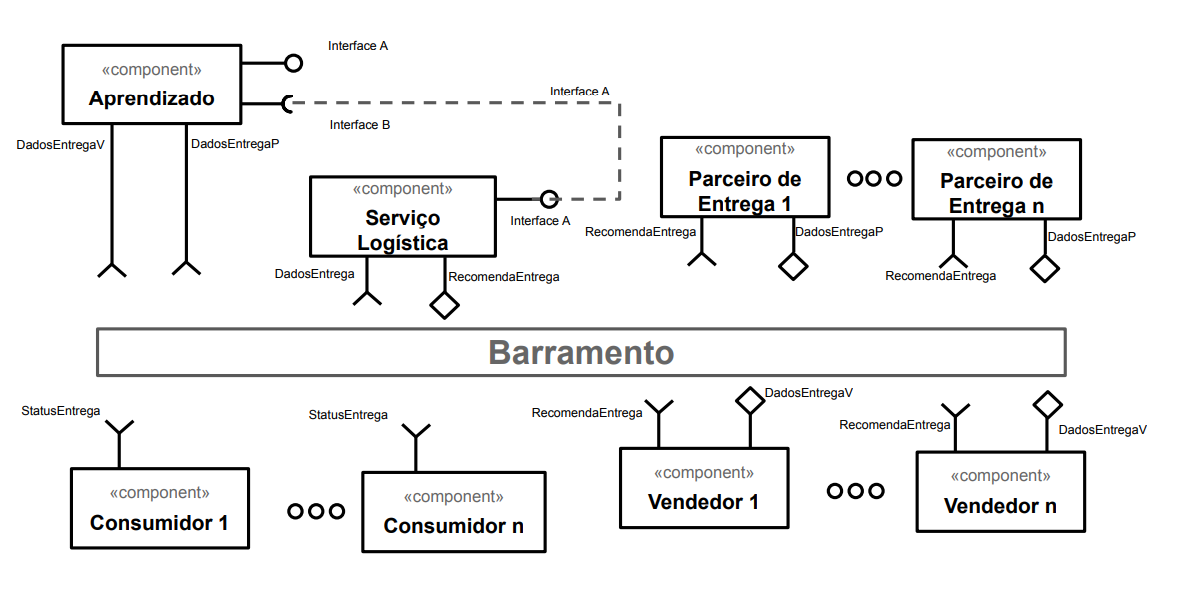 Interface A
«component»
Aprendizado
Interface A
Interface B
DadosEntregaV
DadosEntregaP
«component»
Serviço
Logística
Interface A
DadosEntrega
RecomendaEntrega
«component»
Parceiro de
Entrega 1
RecomendaEntrega
DadosEntregaP
«component»
Parceiro de
Entrega n
DadosEntregaP
RecomendaEntrega
Barramento
StatusEntrega
«component»
Consumidor 1
StatusEntrega
«component»
Consumidor n
RecomendaEntrega
DadosEntregaV
«component»
Vendedor 1
RecomendaEntrega
DadosEntregaV
«component»
Vendedor n